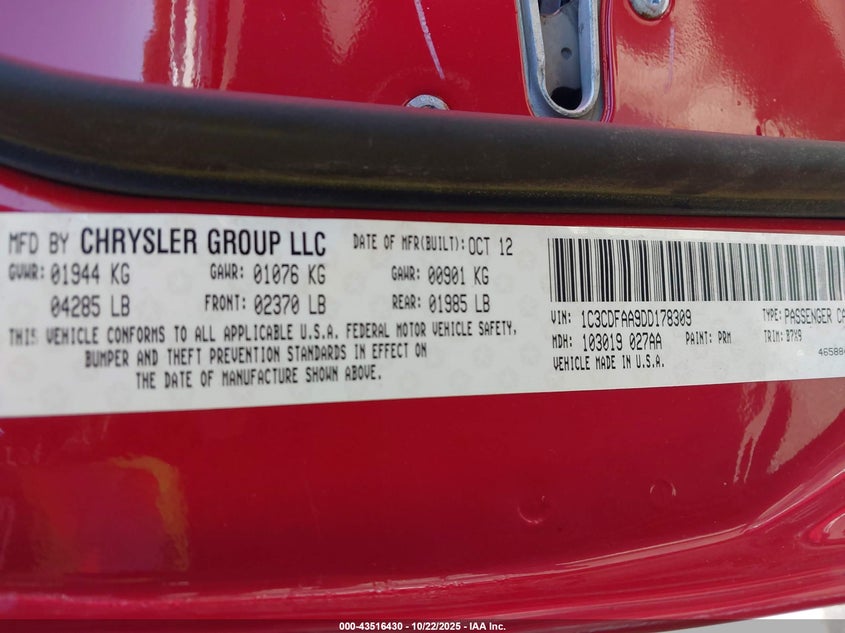 MFD BY CHRYSLER GROUP LLC DATE OF MFR(BUILT): OCT 12
GVWR: 01944 KG GAWR: 01076 KG GAWR: 00901 KG
04285 LB FRONT: 02370 LB REAR: 01985 LB
THIS VEHICLE CONFORMS TO ALL APPLICABLE U.S.A. FEDERAL MOTOR VEHICLE SAFETY,
BUMPER AND THEFT PREVENTION STANDARDS IN EFFECT ON
THE DATE OF MANUFACTURE SHOWN ABOVE.
VIN: 1C3CDFAA9DD178309 TYPE: PASSENGER CA
MDH: 103019 027AA PAINT: PRM TRIM: B7X9
VEHICLE MADE IN U.S.A.
000-43516430 - 10/22/2025 - IAA Inc.